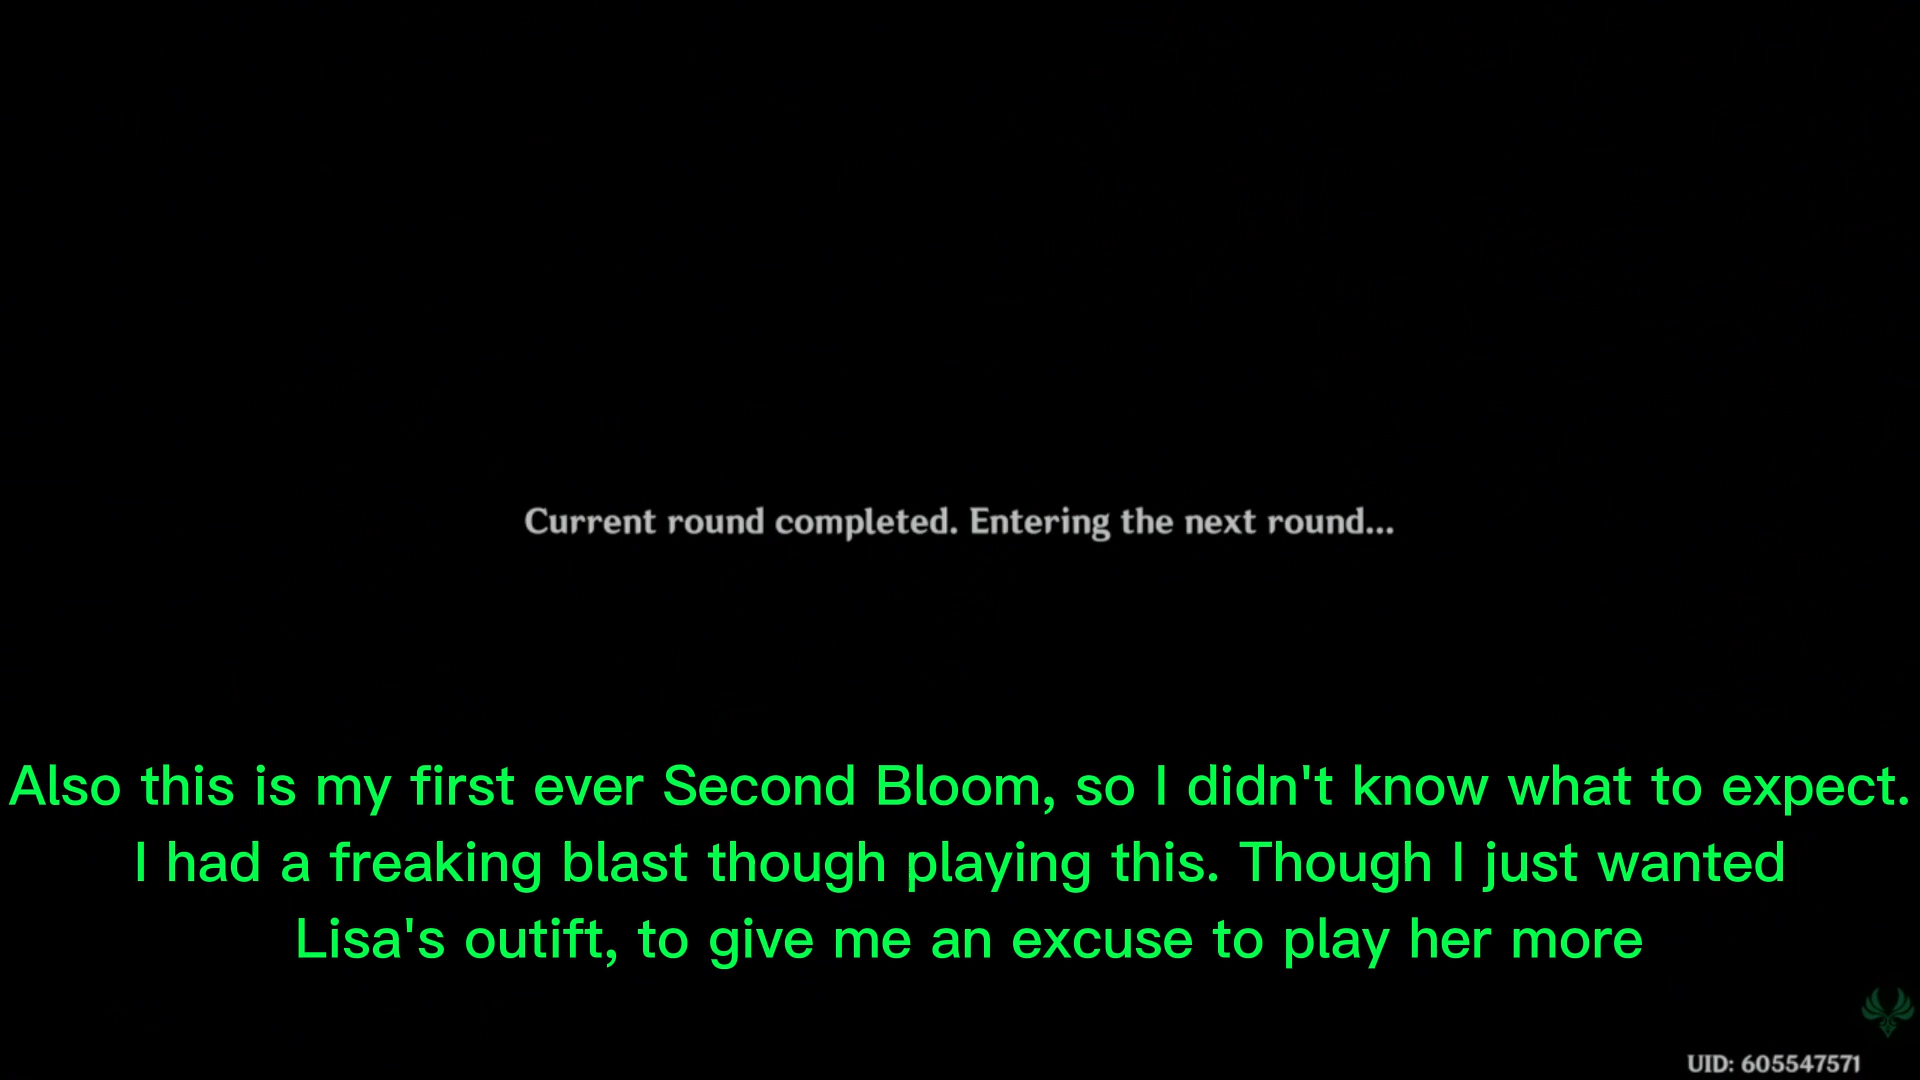 Current round completed. Entering the next round...
Also this is my first ever Second Bloom, so I didn't know what to expect.
I had a freaking blast though playing this. Though I just wanted
Lisa's outift, to give me an excuse to play her more
UID: 605547571